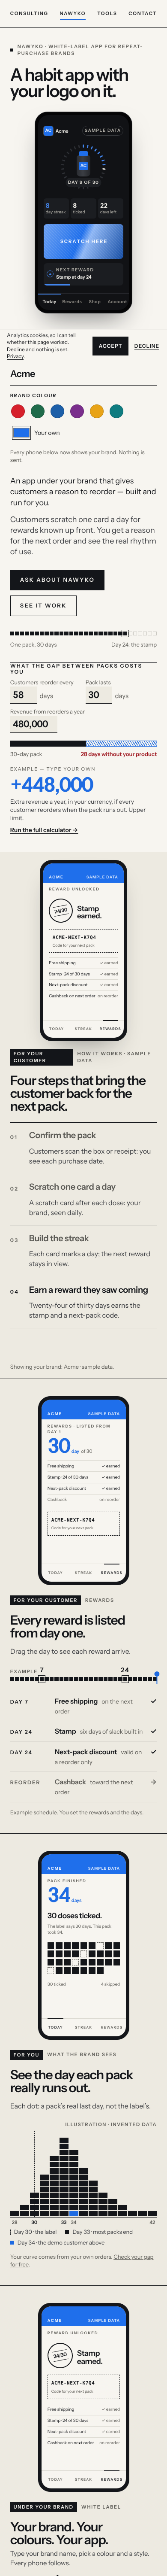 CONSULTING NAWYKO TOOLS CONTACT
NAWYKO · WHITE-LABEL APP FOR REPEAT-
PURCHASE BRANDS
A habit app with
your logo on it.
AC Acme SAMPLE DATA
AC
DAY 9 OF 30
8 8 22
day streak ticked days left
SCRATCH HERE
NEXT REWARD
Stamp at day 24
Today Rewards Shop Account
Analytics cookies, so I can tell
whether this page worked.
Decline and nothing is set.
Privacy.
ACCEPT DECLINE
Acme
BRAND COLOUR
Your own
Every phone below now shows your brand. Nothing is
sent.
An app under your brand that gives
customers a reason to reorder — built and
run for you.
Customers scratch one card a day for
rewards known up front. You get a reason
for the next order and see the real rhythm
of use.
ASK ABOUT NAWYKO
SEE IT WORK
One pack, 30 days Day 24: the stamp
WHAT THE GAP BETWEEN PACKS COSTS
YOU
Customers reorder every Pack lasts
58 days 30 days
Revenue from reorders a year
480,000
30-day pack 28 days without your product
EXAMPLE — TYPE YOUR OWN
+448,000
Extra revenue a year, in your currency, if every
customer reorders when the pack runs out. Upper
limit.
Run the full calculator →
ACME SAMPLE DATA
REWARD UNLOCKED
24/30
Stamp
earned.
ACME-NEXT-K7Q4
Code for your next pack
Free shipping ✓ earned
Stamp · 24 of 30 days ✓ earned
Next-pack discount ✓ earned
Cashback on next order on reorder
TODAY STREAK REWARDS
FOR YOUR
CUSTOMER
HOW IT WORKS · SAMPLE
DATA
Four steps that bring the
customer back for the
next pack.
01 Confirm the pack
Customers scan the box or receipt: you
see each purchase date.
02 Scratch one card a day
A scratch card after each dose: your
brand, seen daily.
03 Build the streak
Each card marks a day; the next reward
stays in view.
04 Earn a reward they saw coming
Twenty-four of thirty days earns the
stamp and a next-pack code.
Showing your brand: Acme · sample data.
ACME SAMPLE DATA
REWARDS · LISTED FROM
DAY 1
30 day of 30
Free shipping ✓ earned
Stamp · 24 of 30 days ✓ earned
Next-pack discount ✓ earned
Cashback on reorder
ACME-NEXT-K7Q4
Code for your next pack
TODAY STREAK REWARDS
FOR YOUR CUSTOMER REWARDS
Every reward is listed
from day one.
Drag the day to see each reward arrive.
EXAMPLE 7 24
DAY 7 Free shipping on the next
order ✓
DAY 24 Stamp six days of slack built in ✓
DAY 24 Next-pack discount valid on
a reorder only ✓
REORDER Cashback toward the next
order →
Example schedule. You set the rewards and the days.
ACME SAMPLE DATA
PACK FINISHED
34 days
30 doses ticked.
The label says 30 days. This pack
took 34.
30 ticked 4 skipped
TODAY STREAK REWARDS
FOR YOU WHAT THE BRAND SEES
See the day each pack
really runs out.
Each dot: a pack's real last day, not the label's.
ILLUSTRATION · INVENTED DATA
28 30 33 34 42
Day 30 · the label Day 33 · most packs end
Day 34 · the demo customer above
Your curve comes from your own orders. Check your gap
for free
ACME SAMPLE DATA
REWARD UNLOCKED
24/30
Stamp
earned.
ACME-NEXT-K7Q4
Code for your next pack
Free shipping ✓ earned
Stamp · 24 of 30 days ✓ earned
Next-pack discount ✓ earned
Cashback on next order on reorder
TODAY STREAK REWARDS
UNDER YOUR BRAND WHITE LABEL
Your brand. Your
colours. Your app.
Type your brand name, pick a colour and a style.
Every phone follows.